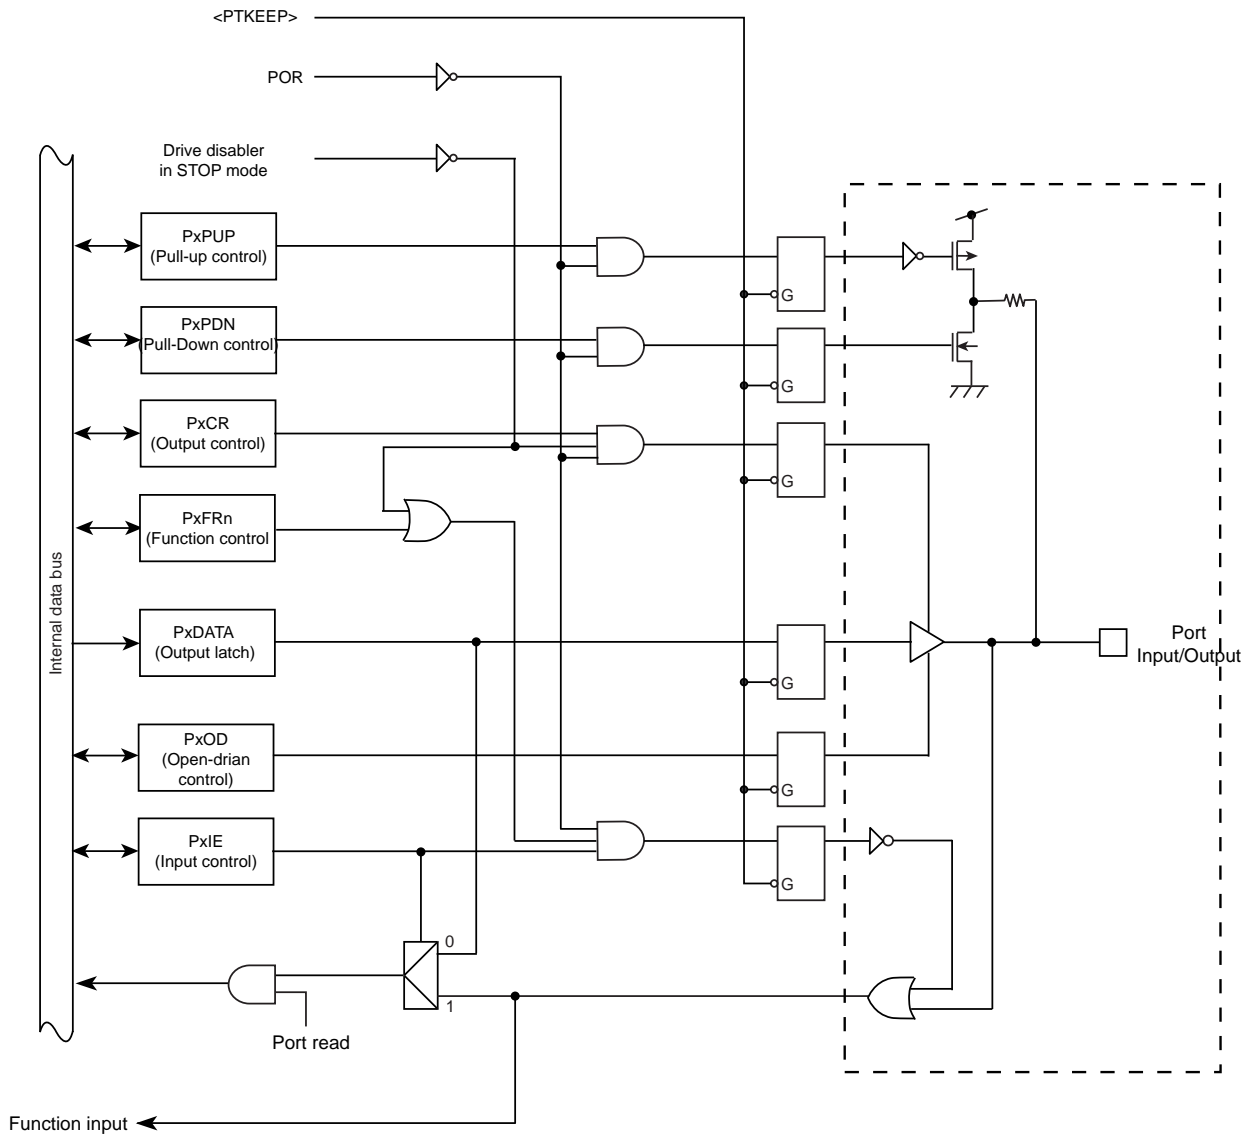 <PTKEEP>
POR
Drive disabler
in STOP mode
PxPUP
(Pull-up control)
G
PxPDN
(Pull-Down control)
G
PxCR
(Output control)
G
PxFRn
(Function control
Internal data bus
PxDATA
(Output latch)
G
Port
Input/Output
PxOD
(Open-drian
control)
G
PxIE
(Input control)
G
0
1
Port read
Function input